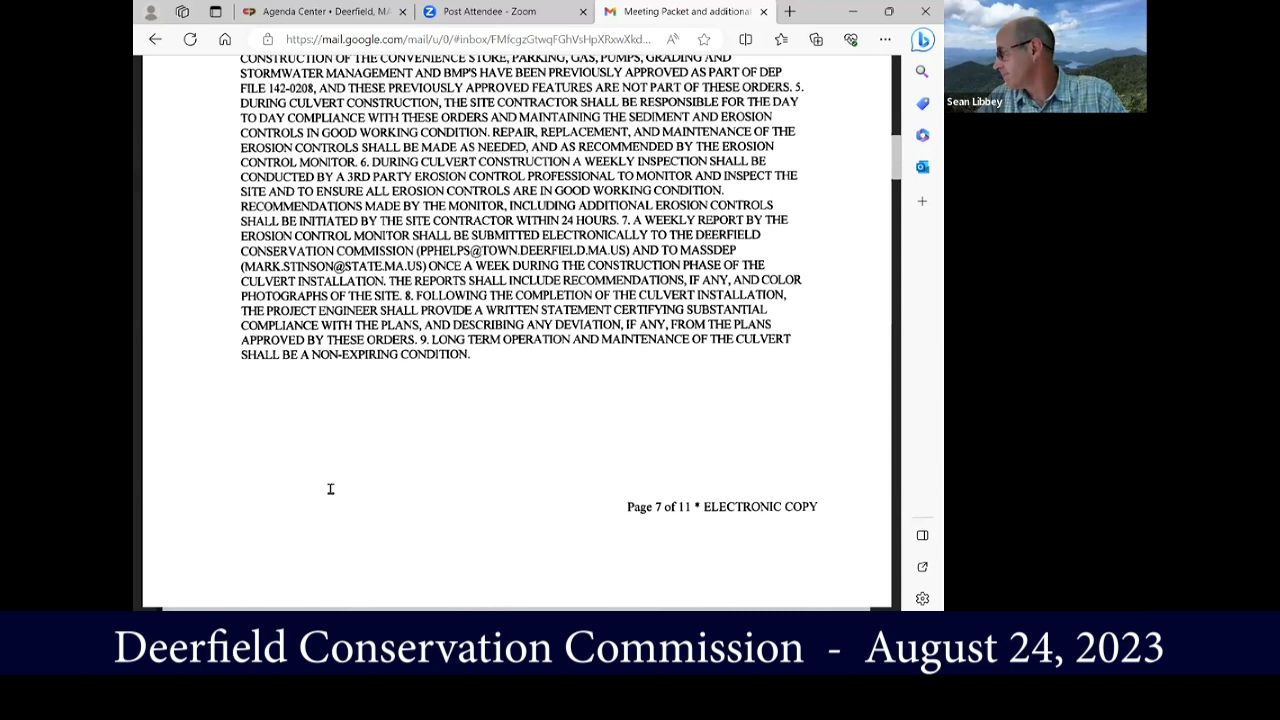 Agenda Center • Deerfield, MA
Post Attendee - Zoom
Meeting Packet and additional
https://mail.google.com/mail/u/0/#inbox/FMfcgzGtwqFGhVsHpXRxwXkd...
CONSTRUCTION OF THE CONVENIENCE STORE, PARKING, GAS, PUMPS, GRADING AND
STORMWATER MANAGEMENT AND BMP'S HAVE BEEN PREVIOUSLY APPROVED AS PART OF DEP
FILE 142-0208, AND THESE PREVIOUSLY APPROVED FEATURES ARE NOT PART OF THESE ORDERS. 5.
DURING CULVERT CONSTRUCTION, THE SITE CONTRACTOR SHALL BE RESPONSIBLE FOR THE DAY
TO DAY COMPLIANCE WITH THESE ORDERS AND MAINTAINING THE SEDIMENT AND EROSION
CONTROLS IN GOOD WORKING CONDITION. REPAIR, REPLACEMENT, AND MAINTENANCE OF THE
EROSION CONTROLS SHALL BE MADE AS NEEDED, AND AS RECOMMENDED BY THE EROSION
CONTROL MONITOR. 6. DURING CULVERT CONSTRUCTION A WEEKLY INSPECTION SHALL BE
CONDUCTED BY A 3RD PARTY EROSION CONTROL PROFESSIONAL TO MONITOR AND INSPECT THE
SITE AND TO ENSURE ALL EROSION CONTROLS ARE IN GOOD WORKING CONDITION.
RECOMMENDATIONS MADE BY THE MONITOR, INCLUDING ADDITIONAL EROSION CONTROLS
SHALL BE INITIATED BY THE SITE CONTRACTOR WITHIN 24 HOURS. 7. A WEEKLY REPORT BY THE
EROSION CONTROL MONITOR SHALL BE SUBMITTED ELECTRONICALLY TO THE DEERFIELD
CONSERVATION COMMISSION (PPHELPS@TOWN.DEERFIELD.MA.US) AND TO MASSDEP
(MARK.STINSON@STATE.MA.US) ONCE A WEEK DURING THE CONSTRUCTION PHASE OF THE
CULVERT INSTALLATION. THE REPORTS SHALL INCLUDE RECOMMENDATIONS, IF ANY, AND COLOR
PHOTOGRAPHS OF THE SITE. 8. FOLLOWING THE COMPLETION OF THE CULVERT INSTALLATION,
THE PROJECT ENGINEER SHALL PROVIDE A WRITTEN STATEMENT CERTIFYING SUBSTANTIAL
COMPLIANCE WITH THE PLANS, AND DESCRIBING ANY DEVIATION, IF ANY, FROM THE PLANS
APPROVED BY THESE ORDERS. 9. LONG TERM OPERATION AND MAINTENANCE OF THE CULVERT
SHALL BE A NON-EXPIRING CONDITION.
Page 7 of 11 * ELECTRONIC COPY
Sean Libbey
Deerfield Conservation Commission - August 24, 2023